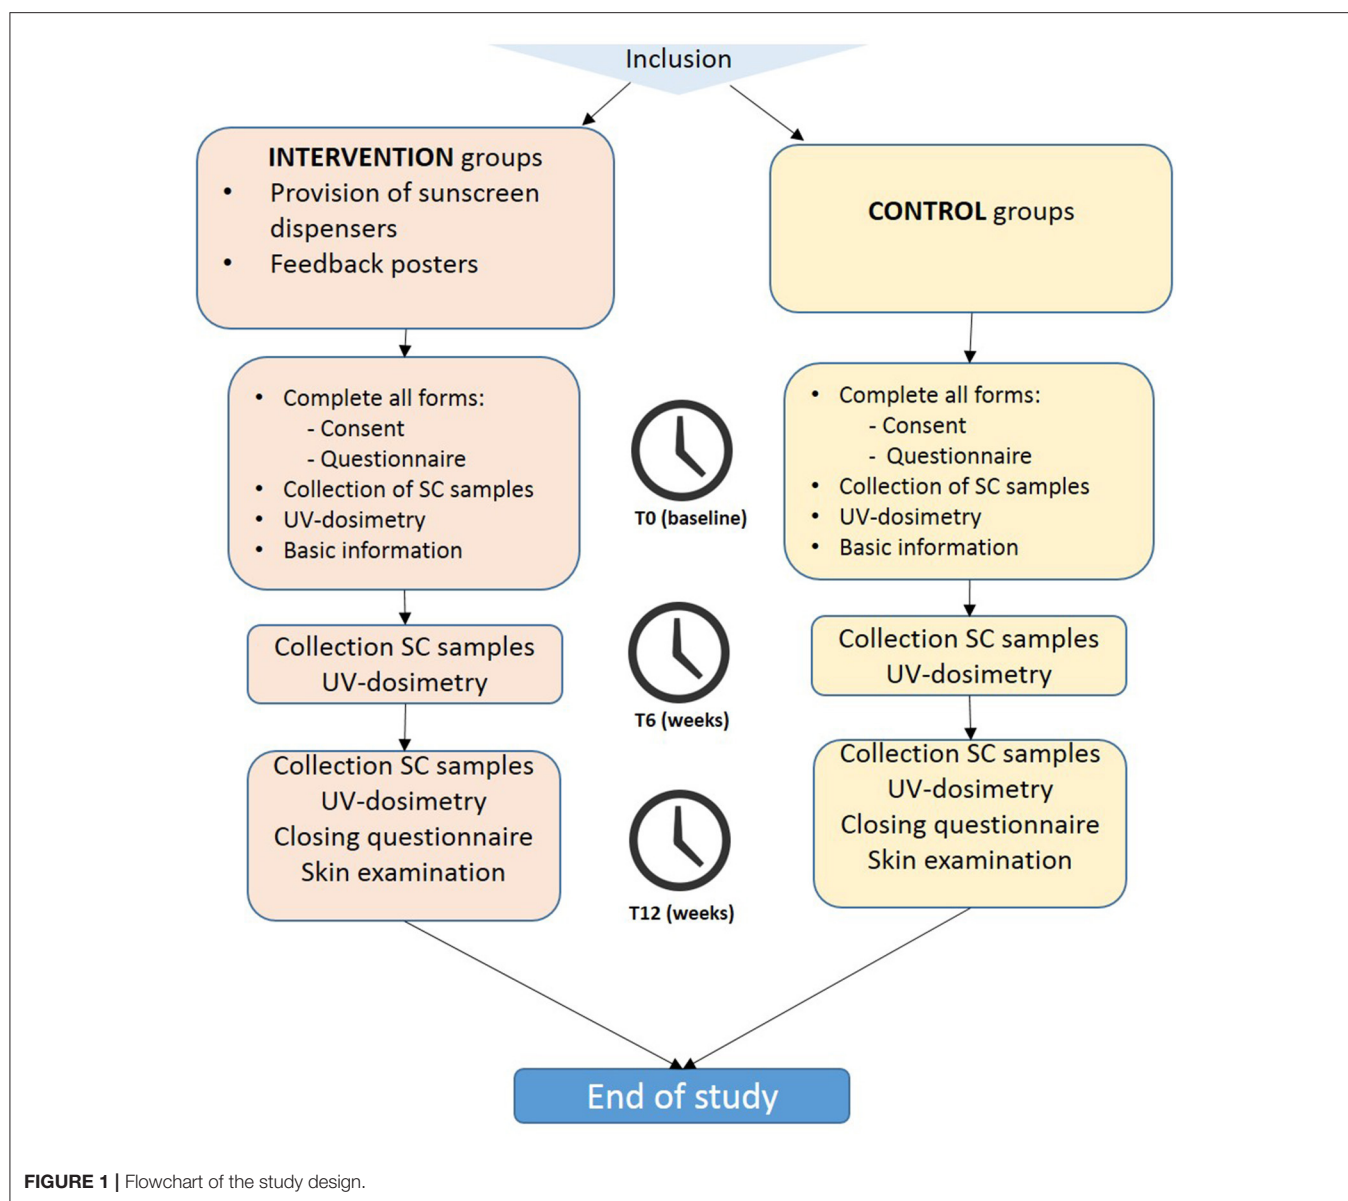 Inclusion
INTERVENTION groups
• Provision of sunscreen
dispensers
• Feedback posters
CONTROL groups
• Complete all forms:
- Consent
- Questionnaire
• Collection of SC samples
• UV-dosimetry
• Basic information
T0 (baseline)
• Complete all forms:
- Consent
- Questionnaire
• Collection of SC samples
• UV-dosimetry
• Basic information
Collection SC samples
UV-dosimetry
T6 (weeks)
Collection SC samples
UV-dosimetry
Collection SC samples
UV-dosimetry
Closing questionnaire
Skin examination
T12 (weeks)
Collection SC samples
UV-dosimetry
Closing questionnaire
Skin examination
End of study
FIGURE 1 | Flowchart of the study design.